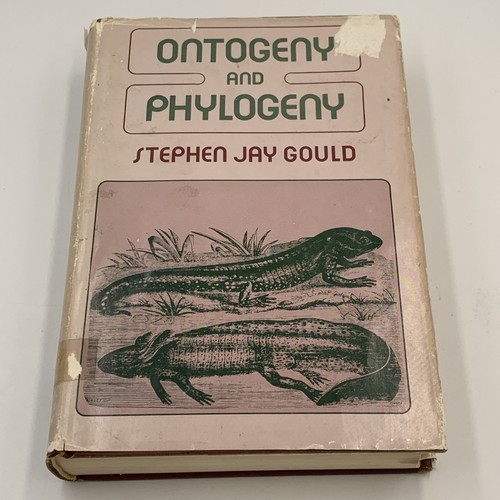 ONTOGENY
AND
PHYLOGENY
STEPHEN JAY GOULD